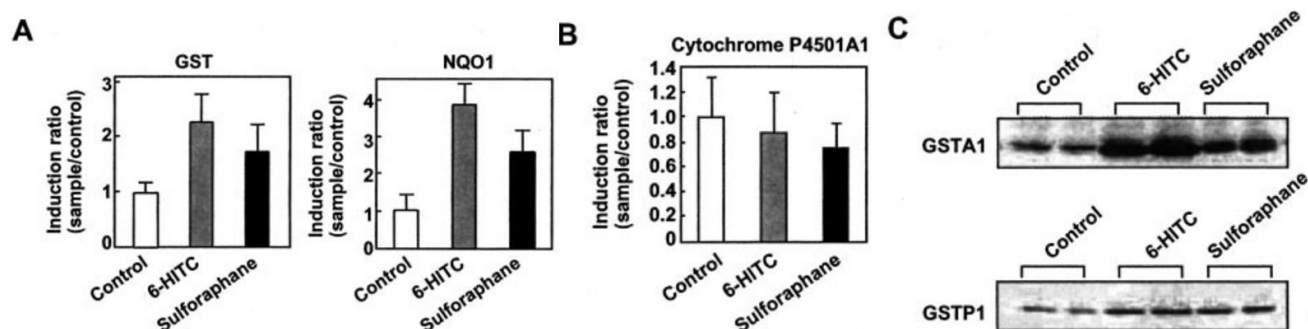 A
GST
Induction ratio
(sample/control)
3
2
1
0
Control
6-HITC
Sulforaphane
NQO1
Induction ratio
(sample/control)
4
3
2
1
0
Control
6-HITC
Sulforaphane
B
Cytochrome P4501A1
Induction ratio
(sample/control)
1.4
1.2
1.0
0.8
0.6
0.4
0.2
0
Control
6-HITC
Sulforaphane
C
Control
6-HITC
Sulforaphane
GSTA1
Control
6-HITC
Sulforaphane
GSTP1